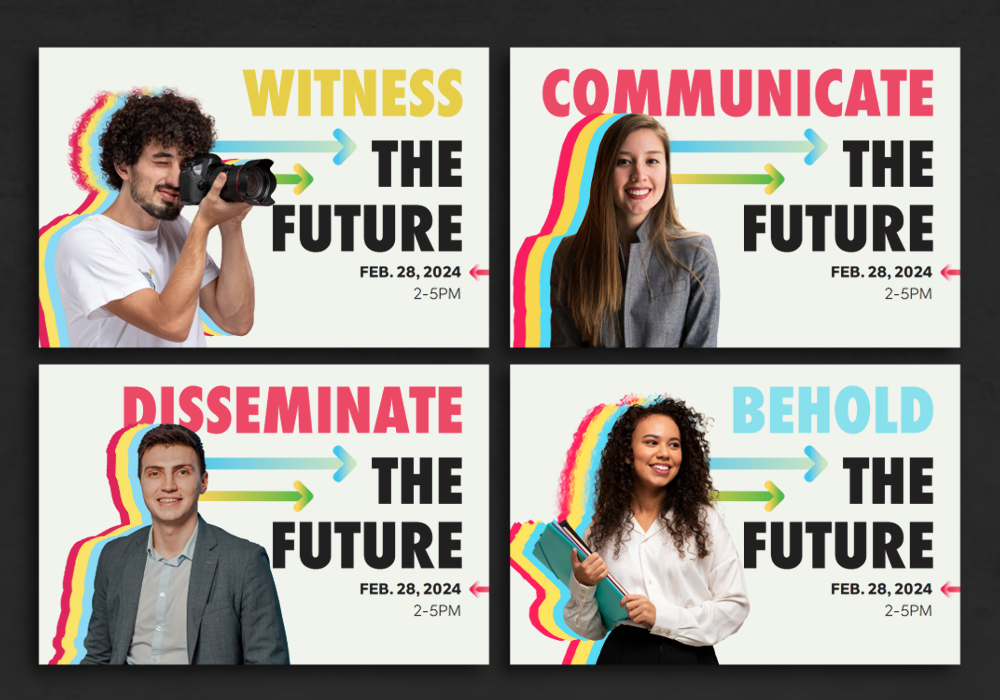 WITNESS
THE
FUTURE
FEB. 28, 2024
2-5PM
COMMUNICATE
THE
FUTURE
FEB. 28, 2024
2-5PM
DISSEMINATE
THE
FUTURE
FEB. 28, 2024
2-5PM
BEHOLD
THE
FUTURE
FEB. 28, 2024
2-5PM